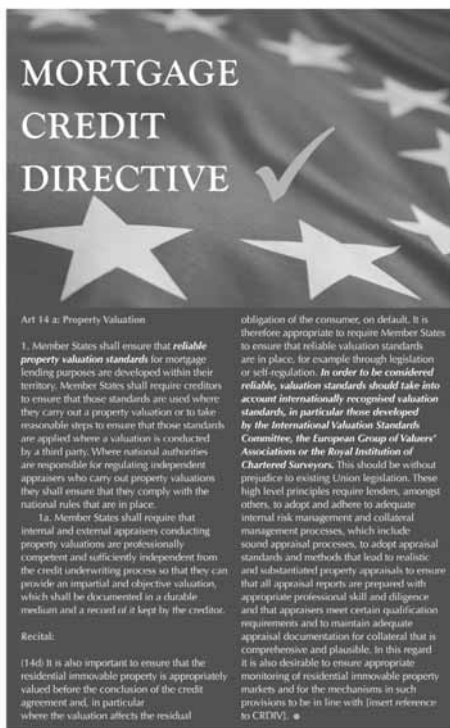 MORTGAGE
CREDIT
DIRECTIVE
Art 14 a: Property Valuation
1. Member States shall ensure that reliable
property valuation standards for mortgage
lending purposes are developed within their
territory. Member States shall require creditors
to ensure that those standards are used where
they carry out a property valuation or to take
reasonable steps to ensure that those standards
are applied where a valuation is conducted
by a third party. Where national authorities
are responsible for regulating independent
appraisers who carry out property valuations
they shall ensure that they comply with the
national rules that are in place.
1a. Member States shall require that
internal and external appraisers conducting
property valuations are professionally
competent and sufficiently independent from
the credit underwriting process so that they can
provide an impartial and objective valuation,
which shall be documented in a durable
medium and a record of it kept by the creditor.
Recital:
(14d) It is also important to ensure that the
residential immovable property is appropriately
valued before the conclusion of the credit
agreement and, in particular
where the valuation affects the residual
obligation of the consumer, on default. It is
therefore appropriate to require Member States
to ensure that reliable valuation standards
are in place, for example through legislation
or self-regulation. In order to be considered
reliable, valuation standards should take into
account internationally recognised valuation
standards, in particular those developed
by the International Valuation Standards
Committee, the European Group of Valuers'
Associations or the Royal Institution of
Chartered Surveyors. This should be without
prejudice to existing Union legislation. These
high level principles require lenders, amongst
others, to adopt and adhere to adequate
internal risk management and collateral
management processes, which include
sound appraisal processes, to adopt appraisal
standards and methods that lead to realistic
and substantiated property appraisals to ensure
that all appraisal reports are prepared with
appropriate professional skill and diligence
and that appraisers meet certain qualification
requirements and to maintain adequate
appraisal documentation for collateral that is
comprehensive and plausible. In this regard
it is also desirable to ensure appropriate
monitoring of residential immovable property
markets and for the mechanisms in such
provisions to be in line with [insert reference
to CRDIV].